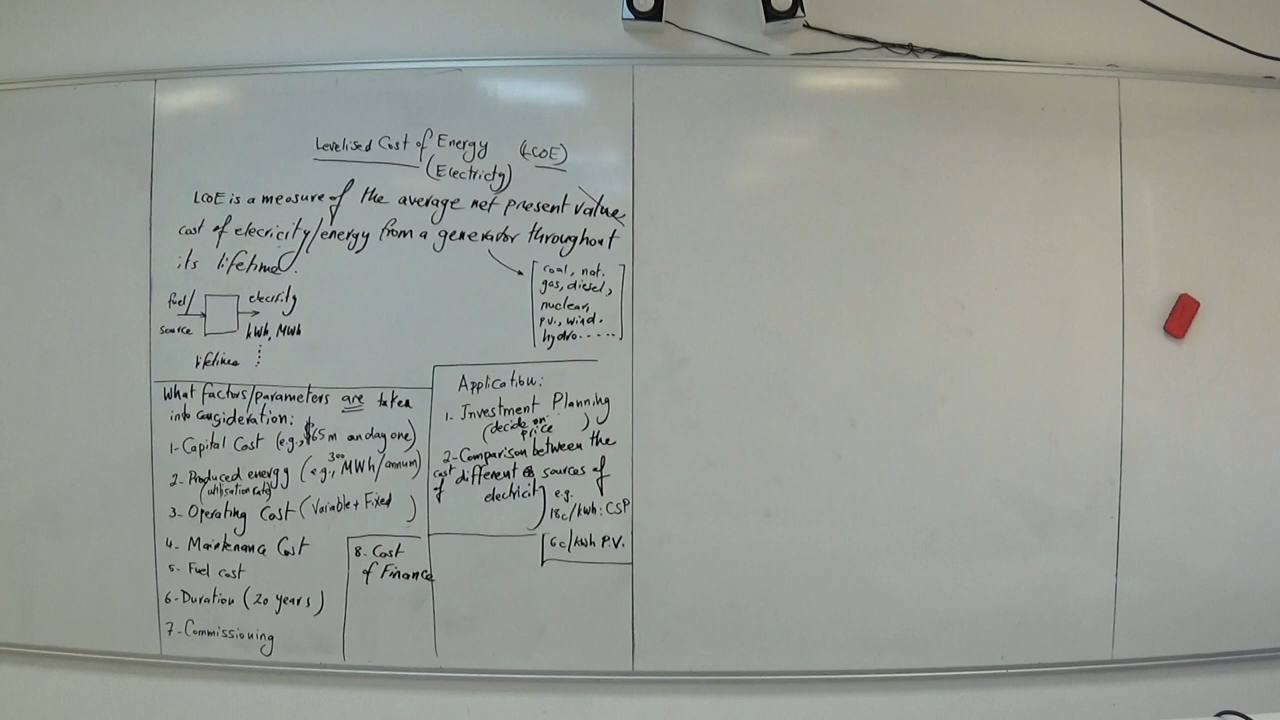 Levelised Cost of Energy (LCOE)
(Electricty)
LCOE is a measure of the average net present value
cost of elecricity/energy from a generador throughout
its lifetime.
coal, nat.
gas, diesel,
nuclear,
P.V., wind.
hydro.....
fuel/
source
elecrsity
kWh, MWh
lifetime
What factors/parameters are taken
into consideration:
1-Capital Cost (e.g., $65m on day one)
2-Produced energy (e.g., 300 MWh/annum)
(utilisation rate)
3- Operating Cost (Variable + Fixed)
4- Maintenance Cost
5- Fuel cost
6-Duration (20 years)
7-Commissioning
8. Cost
of Finance
Application:
1- Investment Planning
(decide on price)
2-Comparison between the
cost of different sources of
electricity
e.g.
18c/kWh: CSP
6c/kWh P.V.